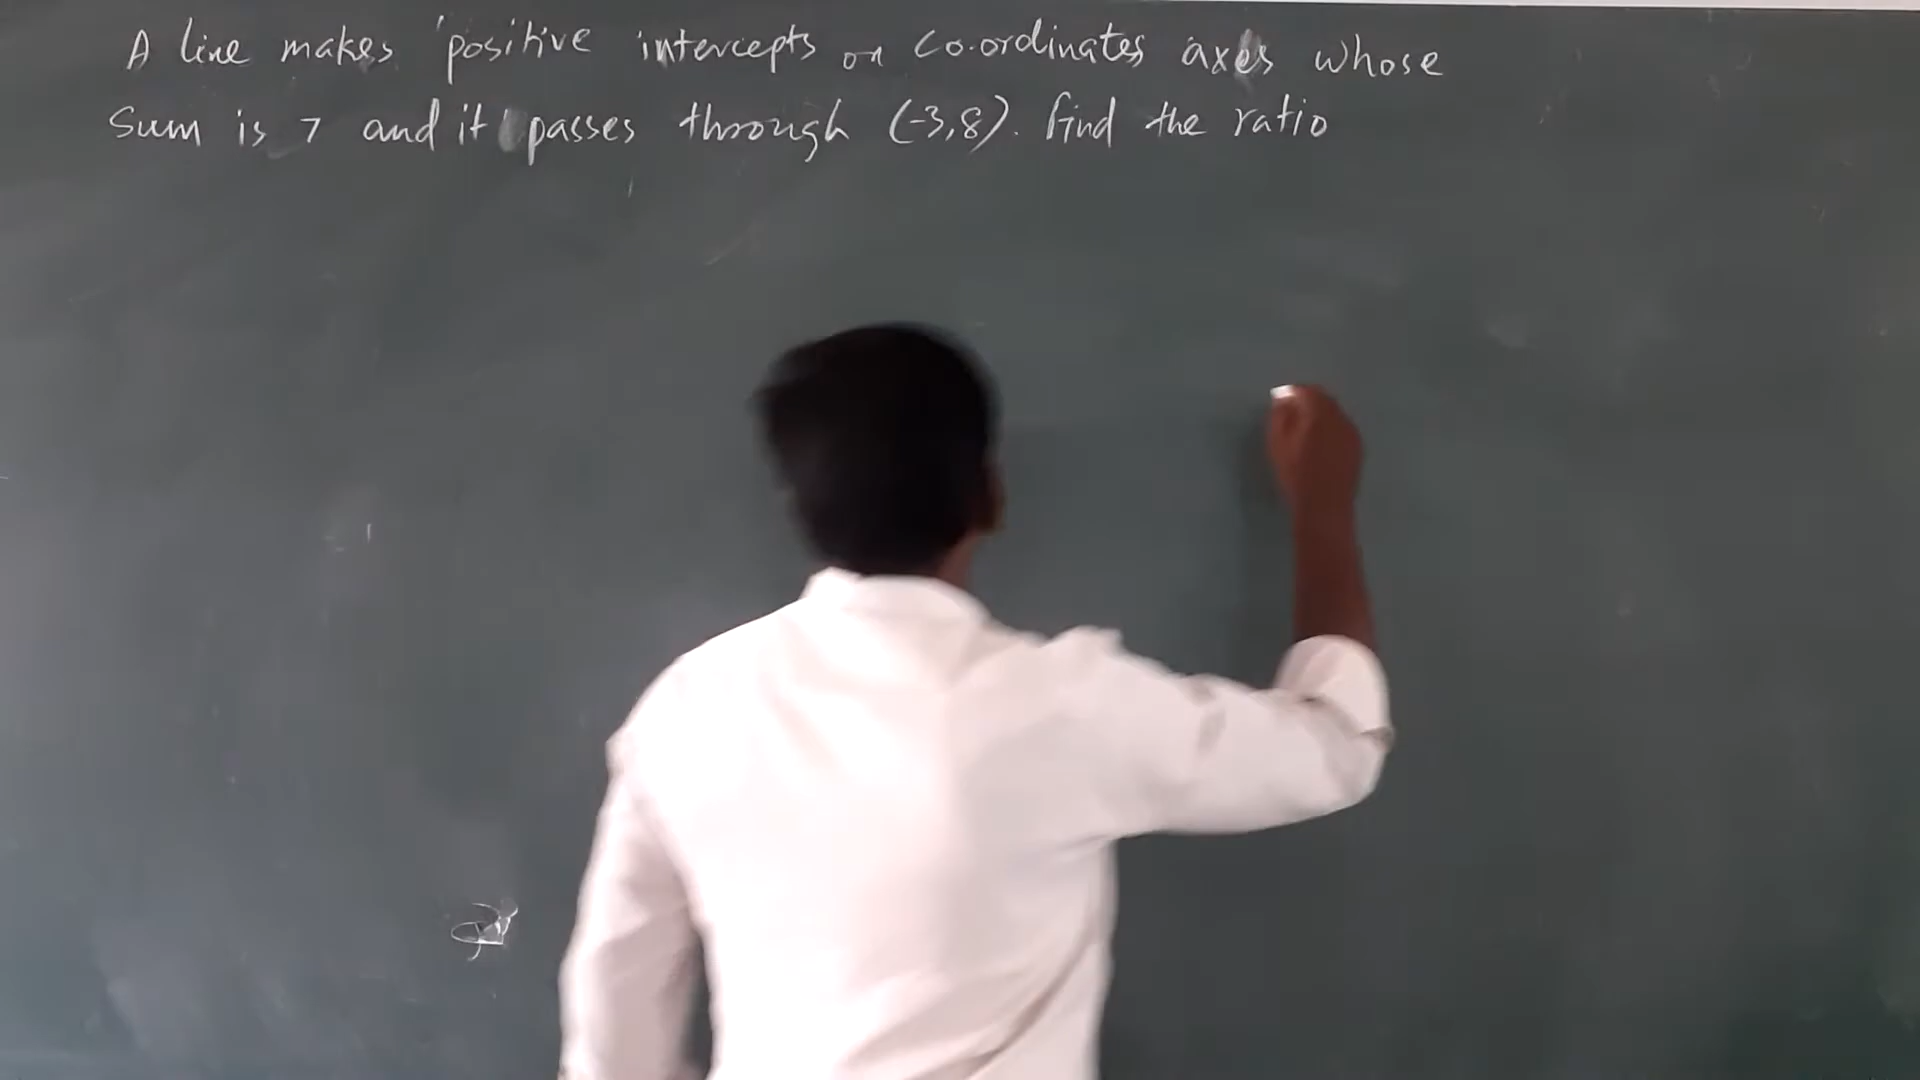 A line makes positive intercepts on Co.ordinates axes whose
Sum is 7 and it passes through (-3,8). find the ratio